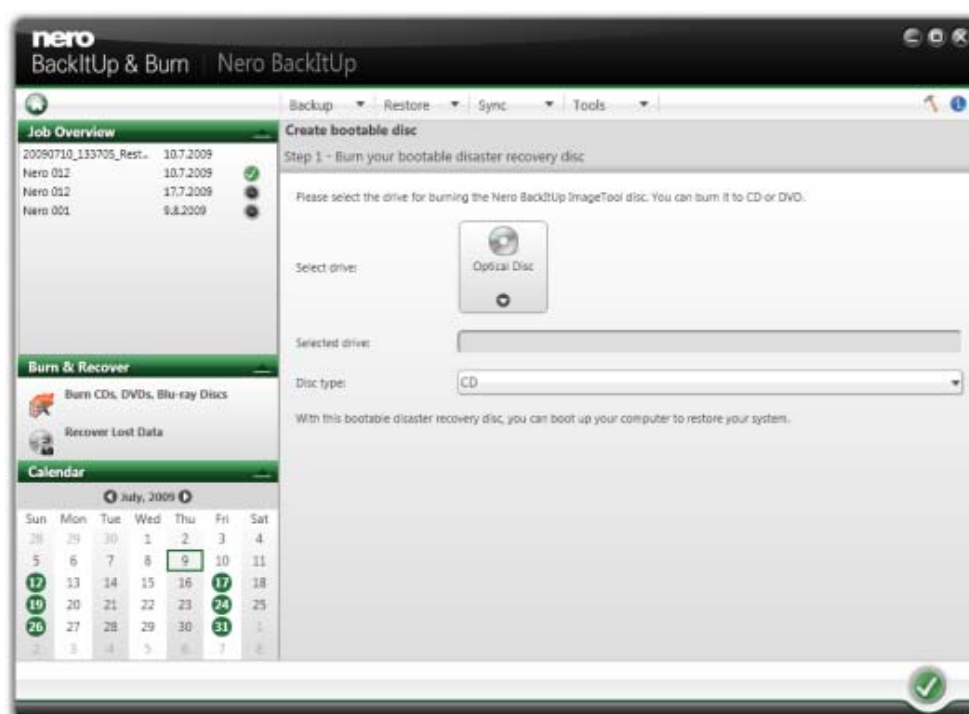 nero
BackItUp & Burn | Nero BackItUp
Backup Restore Sync Tools
Job Overview
20090710_133705_Rest... 10.7.2009
Nero 012 10.7.2009
Nero 012 17.7.2009
Nero 001 9.8.2009
Burn & Recover
Burn CDs, DVDs, Blu-ray Discs
Recover Lost Data
Calendar
July, 2009
Sun Mon Tue Wed Thu Fri Sat
28 29 30 1 2 3 4
5 6 7 8 9 10 11
12 13 14 15 16 17 18
19 20 21 22 23 24 25
26 27 28 29 30 31 1
2 3 4 5 6 7 8
Create bootable disc
Step 1 - Burn your bootable disaster recovery disc
Please select the drive for burning the Nero BackItUp ImageTool disc. You can burn it to CD or DVD.
Select drive:
Optical Disc
Selected drive:
Disc type:
CD
With this bootable disaster recovery disc, you can boot up your computer to restore your system.